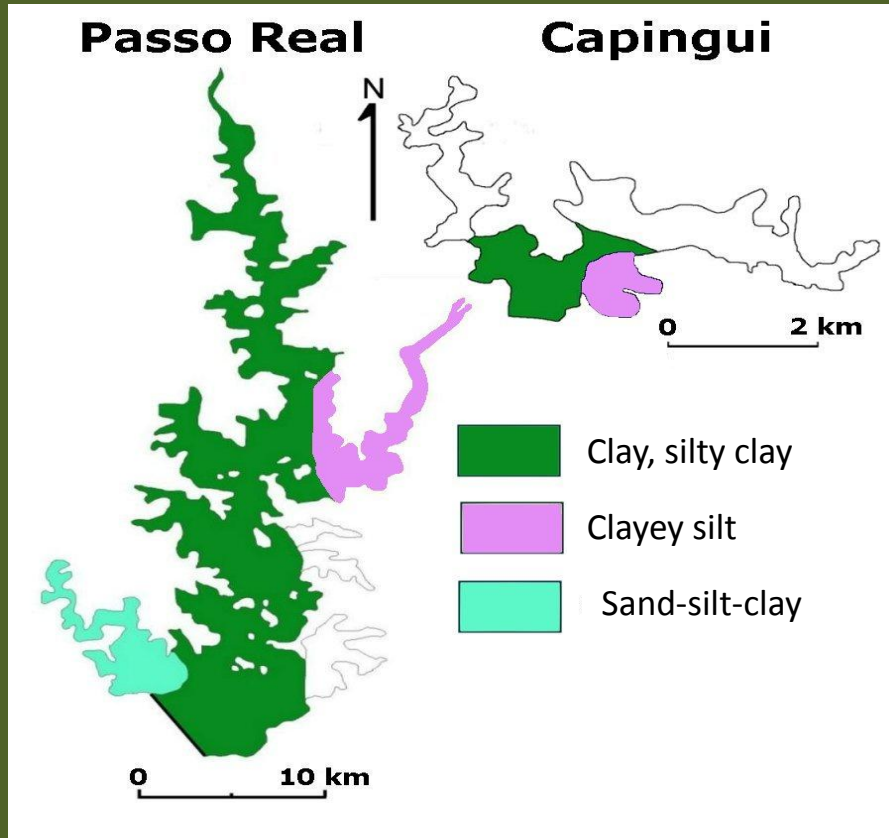 Passo Real
Capingui
N
0 2 km
Clay, silty clay
Clayey silt
Sand-silt-clay
0 10 km